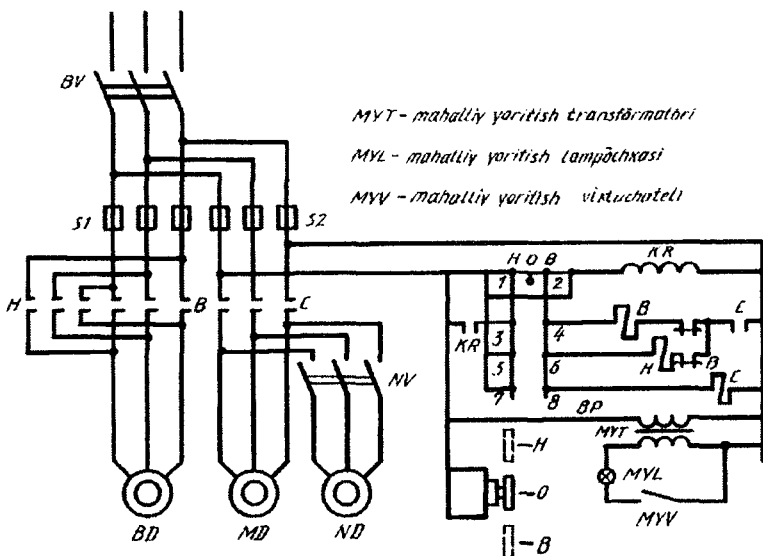 BV
MYT - mahalliy yoritish transformatori
MYL - mahalliy yoritish lampochkasi
MYV - mahalliy yoritish vikluchateli
S1
S2
H O B
KR
1
2
H
B
C
B
C
KR
3
4
5
6
H
B
NV
7
8
C
BP
MYT
H
MYL
O
MYV
BD
MD
ND
B